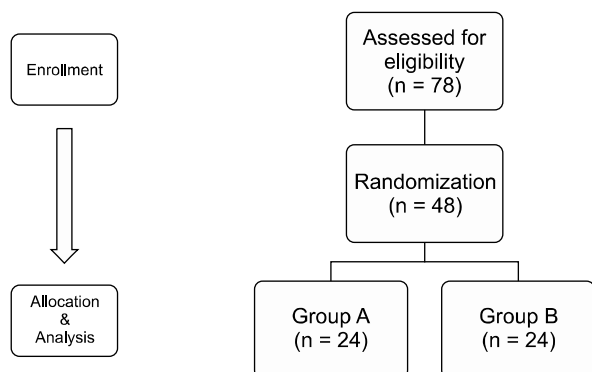 Enrollment
Assessed for
eligibility
(n = 78)
Randomization
(n = 48)
Allocation
&
Analysis
Group A
(n = 24)
Group B
(n = 24)